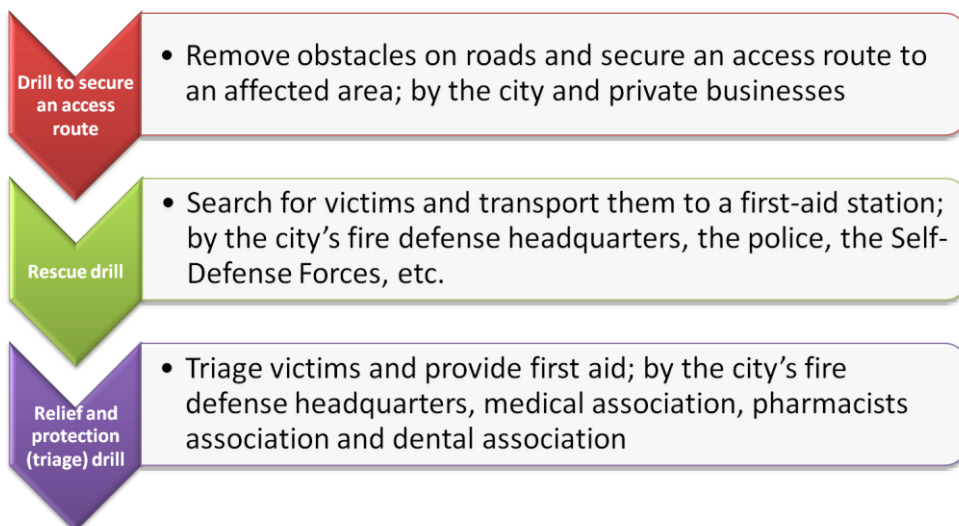 Drill to secure
an access
route
• Remove obstacles on roads and secure an access route to
an affected area; by the city and private businesses
Rescue drill
• Search for victims and transport them to a first-aid station;
by the city’s fire defense headquarters, the police, the Self-
Defense Forces, etc.
Relief and
protection
(triage) drill
• Triage victims and provide first aid; by the city’s fire
defense headquarters, medical association, pharmacists
association and dental association